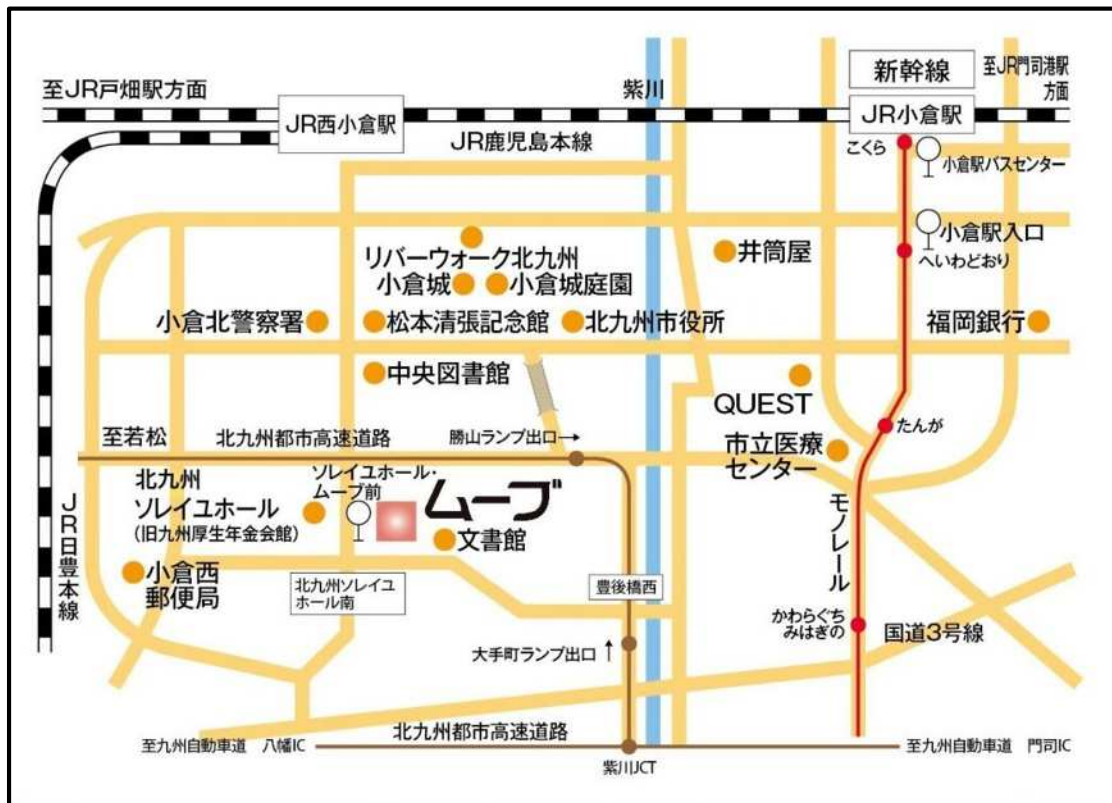 新幹線
至JR門司港駅
方面
至JR戸畑駅方面
紫川
JR小倉駅
JR西小倉駅
JR鹿児島本線
こくら
小倉駅バスセンター
小倉駅入口
へいわどおり
井筒屋
リバーウォーク北九州
小倉城
小倉城庭園
小倉北警察署
松本清張記念館
北九州市役所
福岡銀行
中央図書館
QUEST
たんが
至若松
北九州都市高速道路
勝山ランプ出口→
市立医療
センター
北九州
ソレイユホール
(旧九州厚生年金会館)
ソレイユホール・
ムーブ前
ムーブ
文書館
JR日豊本線
モノレール
小倉西
郵便局
北九州ソレイユ
ホール南
豊後橋西
かわらぐち
みはぎの
国道3号線
大手町ランプ出口↑
北九州都市高速道路
至九州自動車道 八幡IC
至九州自動車道 門司IC
紫川JCT